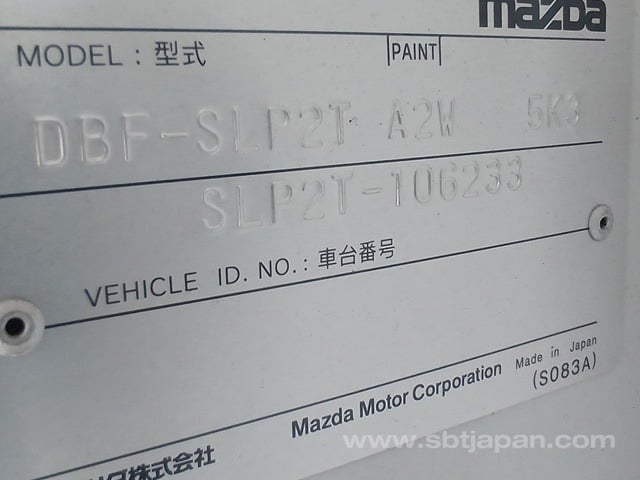 mazDa
MODEL : 型式 PAINT
DBF-SLP2T A2W 5K3
SLP2T-106233
VEHICLE ID. NO. : 車台番号
Made in Japan
Mazda Motor Corporation (S083A)
株式会社
www.sbtjapan.com